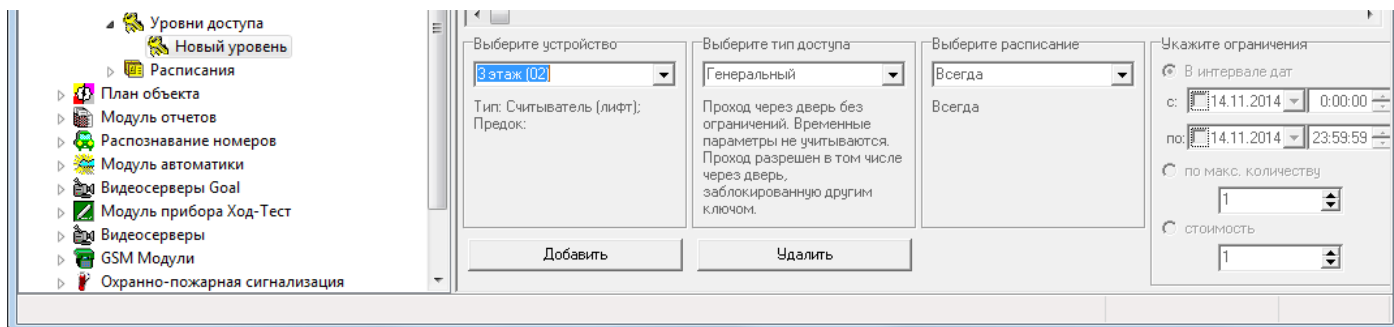 Уровни доступа
Новый уровень
Расписания
План объекта
Модуль отчетов
Распознавание номеров
Модуль автоматики
Видеосерверы Goal
Модуль прибора Ход-Тест
Видеосерверы
GSM Модули
Охранно-пожарная сигнализация
Выберите устройство
3 этаж (02)
Тип: Считыватель (лифт);
Предок:
Добавить
Выберите тип доступа
Генеральный
Проход через дверь без
ограничений. Временные
параметры не учитываются.
Проход разрешен в том числе
через дверь,
заблокированную другим
ключом.
Удалить
Выберите расписание
Всегда
Всегда
Укажите ограничения
В интервале дат
с: 14.11.2014 0:00:00
по: 14.11.2014 23:59:59
по макс. количеству
1
стоимость
1